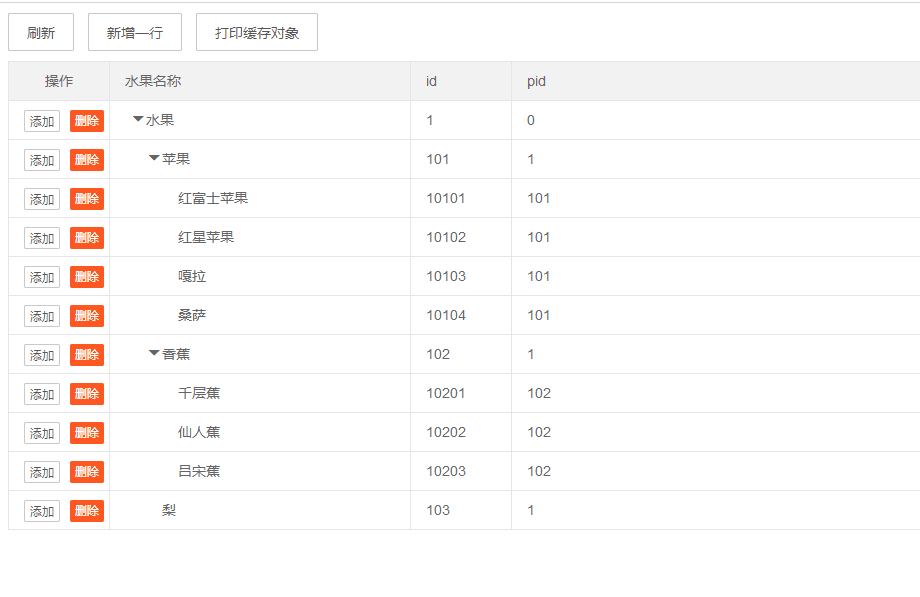 刷新 新增一行 打印缓存对象
操作 水果名称 id pid
添加 删除 水果 1 0
添加 删除 苹果 101 1
添加 删除 红富士苹果 10101 101
添加 删除 红星苹果 10102 101
添加 删除 嘎拉 10103 101
添加 删除 桑萨 10104 101
添加 删除 香蕉 102 1
添加 删除 千层蕉 10201 102
添加 删除 仙人蕉 10202 102
添加 删除 吕宋蕉 10203 102
添加 删除 梨 103 1